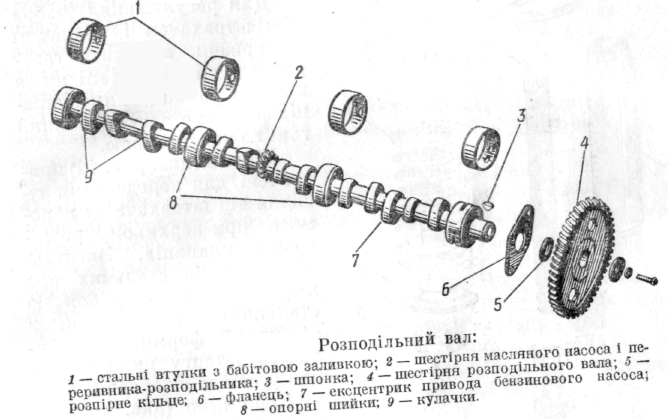 1
2
3
4
9
8
7
6
5
Розподільний вал:
1 — стальні втулки з бабітовою заливкою; 2 — шестірня масляного насоса і пе-
реривника-розподільника; 3 — шпонка; 4 — шестірня розподільного вала; 5 —
розпірне кільце; 6 — фланець; 7 — ексцентрик привода бензинового насоса;
8 — опорні шийки; 9 — кулачки.